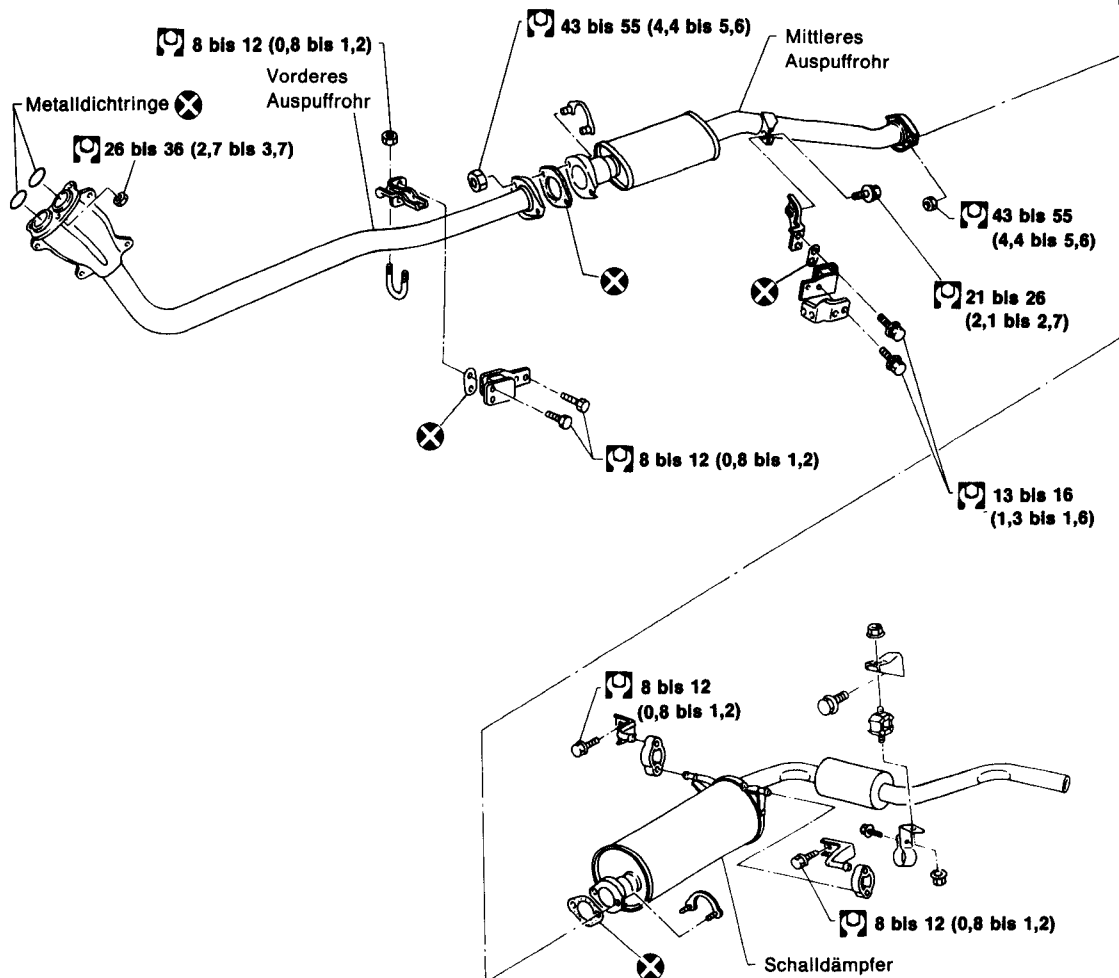 8 bis 12 (0,8 bis 1,2)
43 bis 55 (4,4 bis 5,6)
Mittleres
Auspuffrohr
Vorderes
Auspuffrohr
Metalldichtringe
26 bis 36 (2,7 bis 3,7)
43 bis 55
(4,4 bis 5,6)
21 bis 26
(2,1 bis 2,7)
8 bis 12 (0,8 bis 1,2)
13 bis 16
(1,3 bis 1,6)
8 bis 12
(0,8 bis 1,2)
8 bis 12 (0,8 bis 1,2)
Schalldämpfer